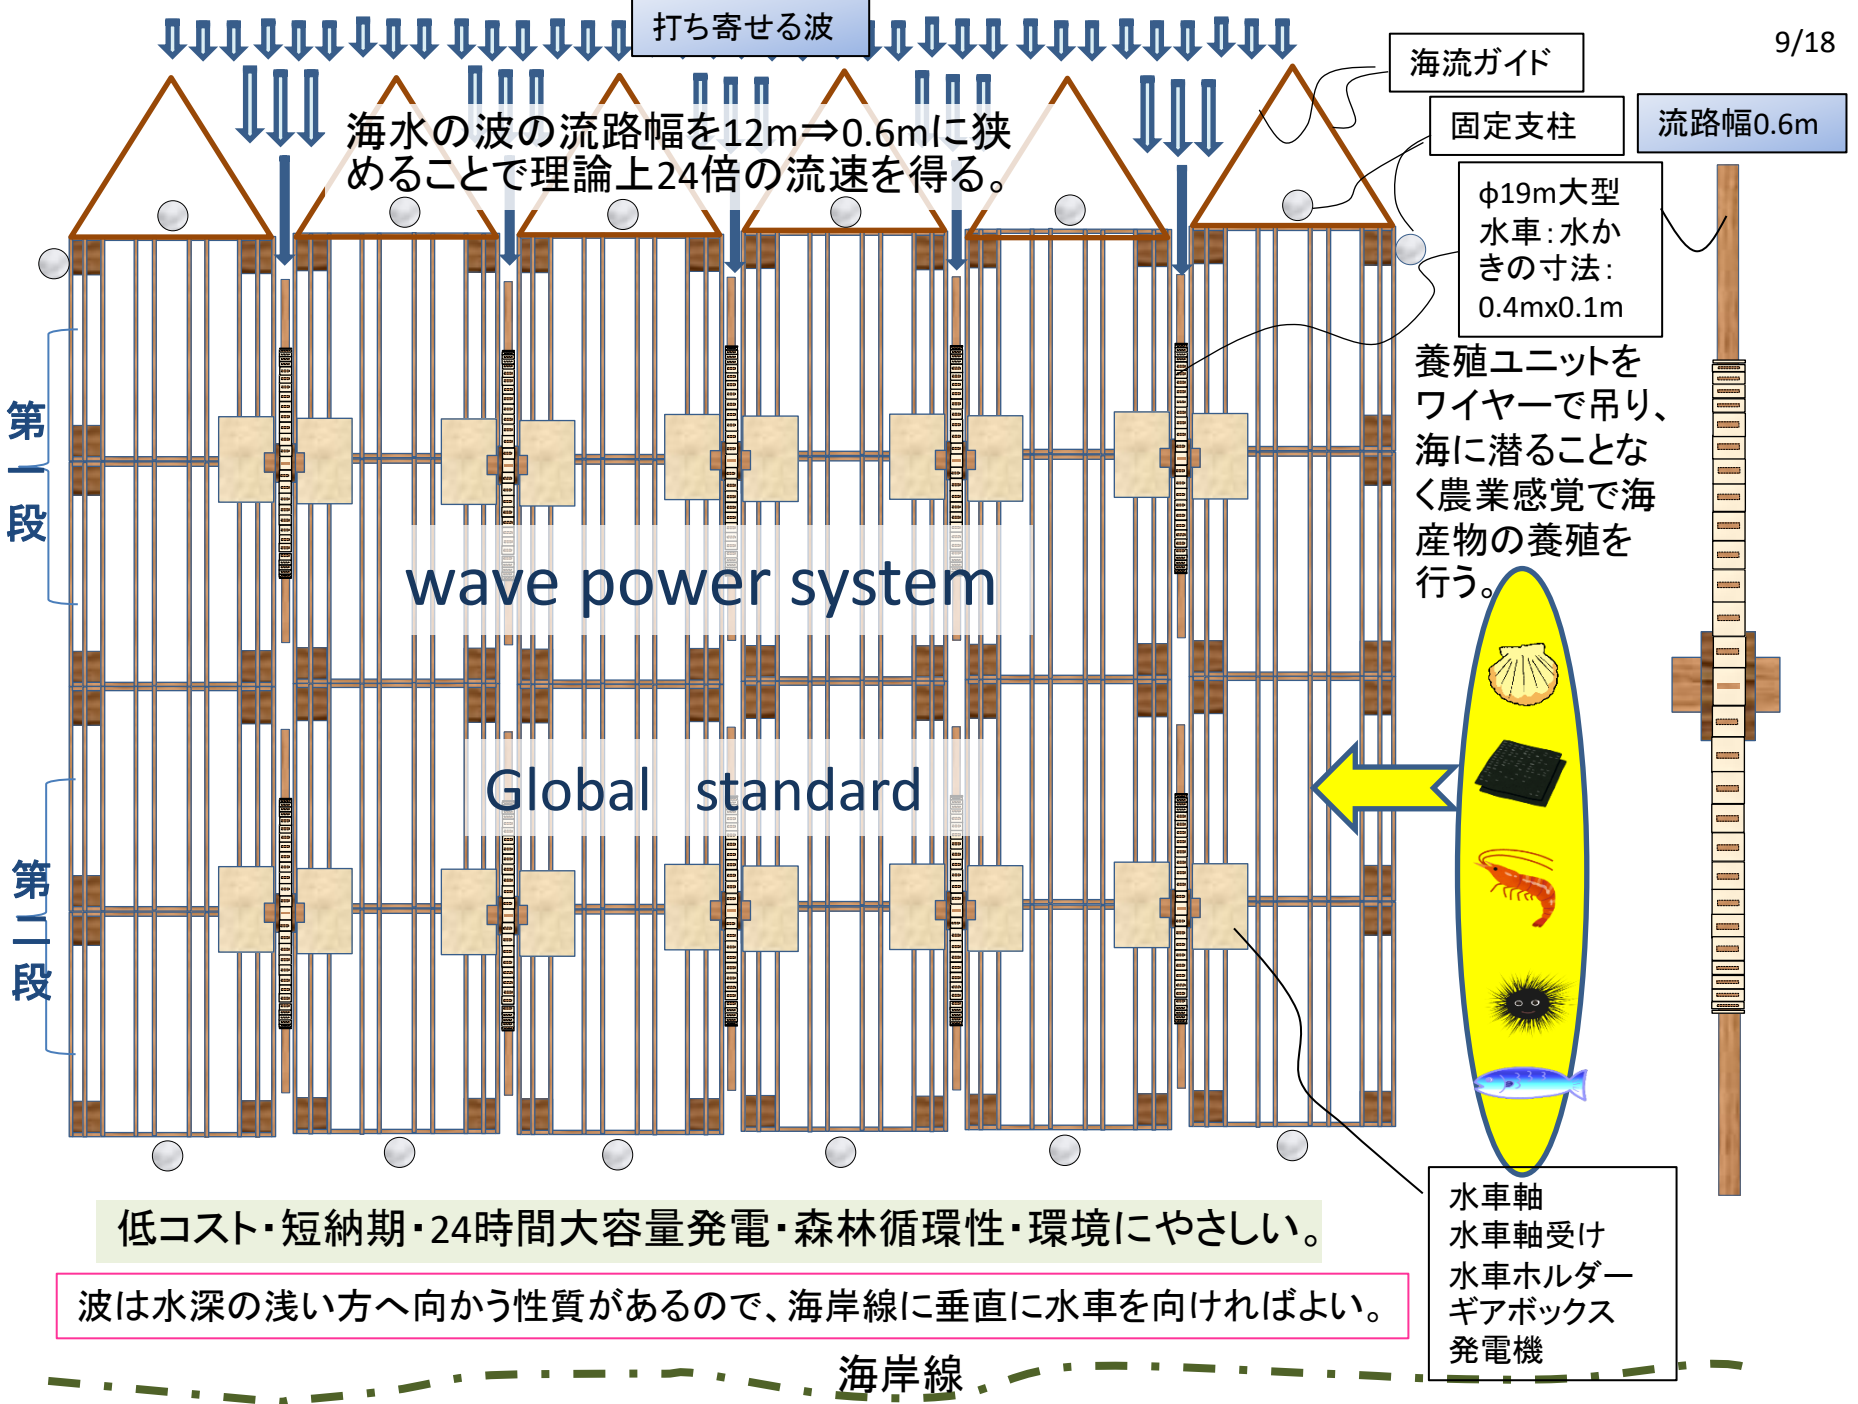 打ち寄せる波
9/18
海流ガイド
固定支柱
流路幅0.6m
海水の波の流路幅を12m⇒0.6mに狭
めることで理論上24倍の流速を得る。
φ19m大型
水車：水か
きの寸法：
0.4mx0.1m
養殖ユニットを
ワイヤーで吊り、
海に潜ることな
く農業感覚で海
産物の養殖を
行う。
第一段
wave power system
Global standard
第二段
水車軸
水車軸受け
水車ホルダー
ギアボックス
発電機
低コスト・短納期・24時間大容量発電・森林循環性・環境にやさしい。
波は水深の浅い方へ向かう性質があるので、海岸線に垂直に水車を向ければよい。
海岸線